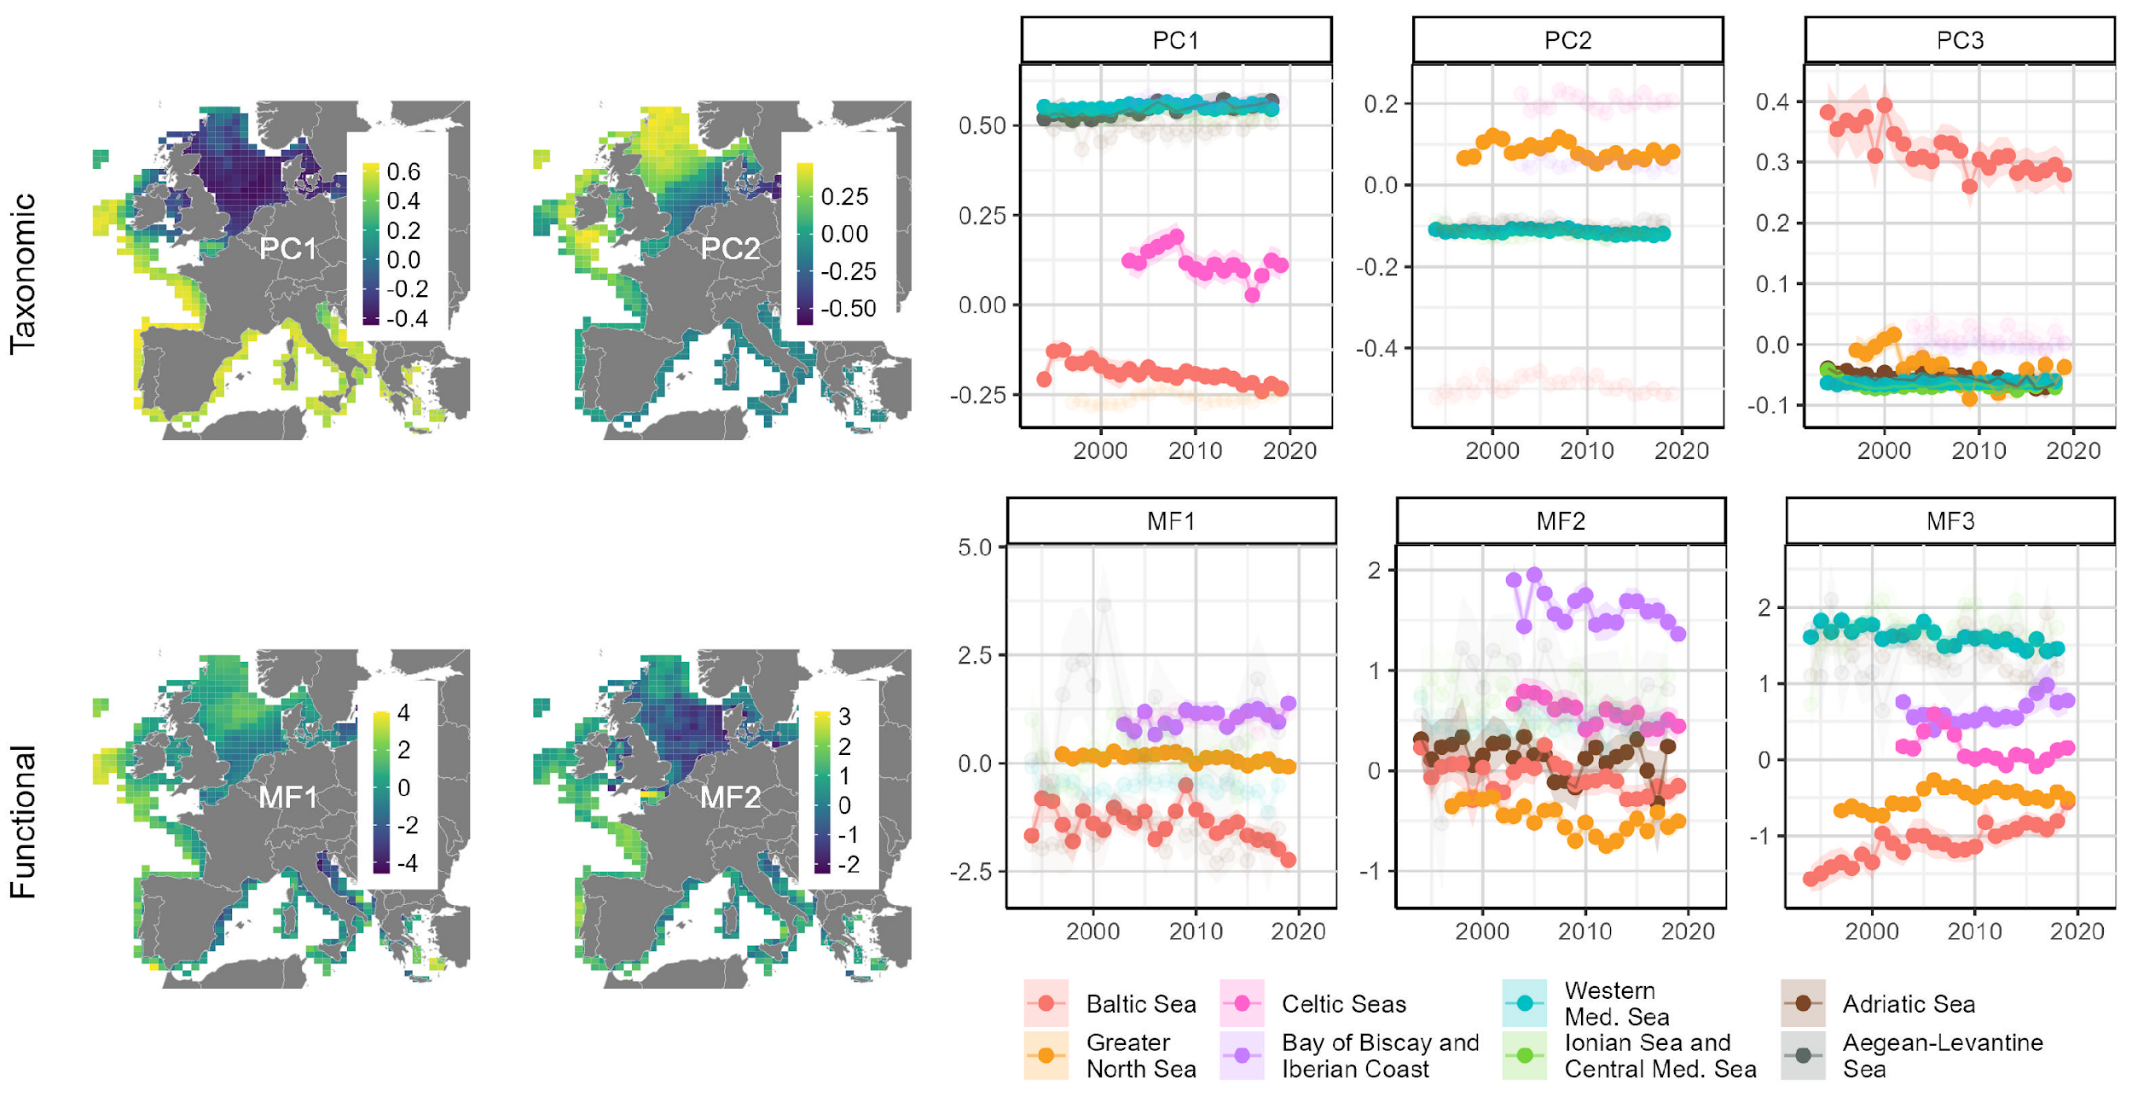 Taxonomic
PC1
0.6
0.4
0.2
0.0
-0.2
-0.4
PC2
0.25
0.00
-0.25
-0.50
PC1
0.50
0.25
0.00
-0.25
2000 2010 2020
PC2
0.2
0.0
-0.2
-0.4
2000 2010 2020
PC3
0.4
0.3
0.2
0.1
0.0
-0.1
2000 2010 2020
Functional
MF1
4
2
0
-2
-4
MF2
3
2
1
0
-1
-2
MF1
5.0
2.5
0.0
-2.5
2000 2010 2020
MF2
2
1
0
-1
2000 2010 2020
MF3
2
1
0
-1
2000 2010 2020
Baltic Sea
Greater
North Sea
Celtic Seas
Bay of Biscay and
Iberian Coast
Western
Med. Sea
Ionian Sea and
Central Med. Sea
Adriatic Sea
Aegean-Levantine
Sea